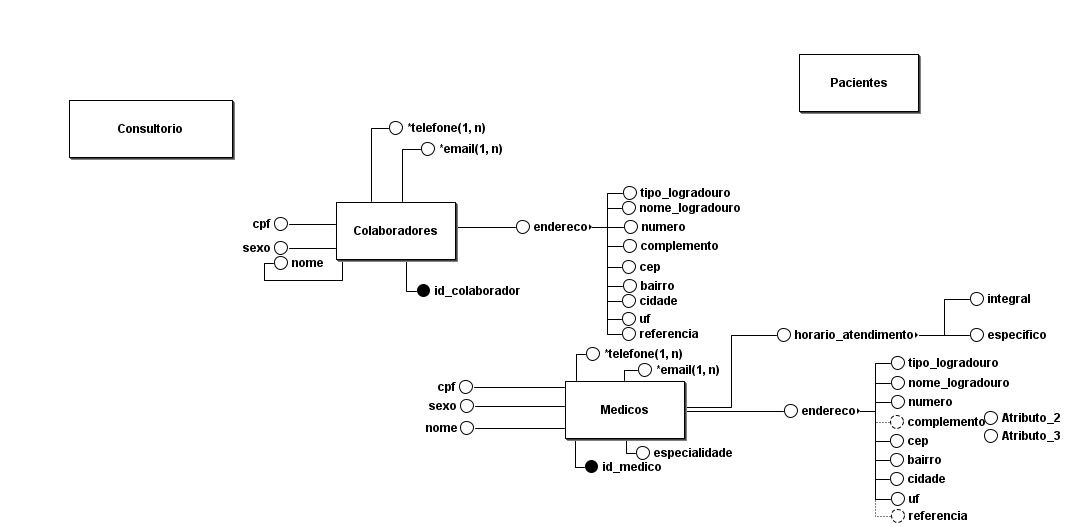 Pacientes
Consultorio
*telefone(1, n)
*email(1, n)
cpf
sexo
nome
Colaboradores
id_colaborador
endereco
tipo_logradouro
nome_logradouro
numero
complemento
cep
bairro
cidade
uf
referencia
*telefone(1, n)
*email(1, n)
cpf
sexo
nome
Medicos
especialidade
id_medico
horario_atendimento
integral
especifico
endereco
tipo_logradouro
nome_logradouro
numero
complemento
cep
bairro
cidade
uf
referencia
Atributo_2
Atributo_3